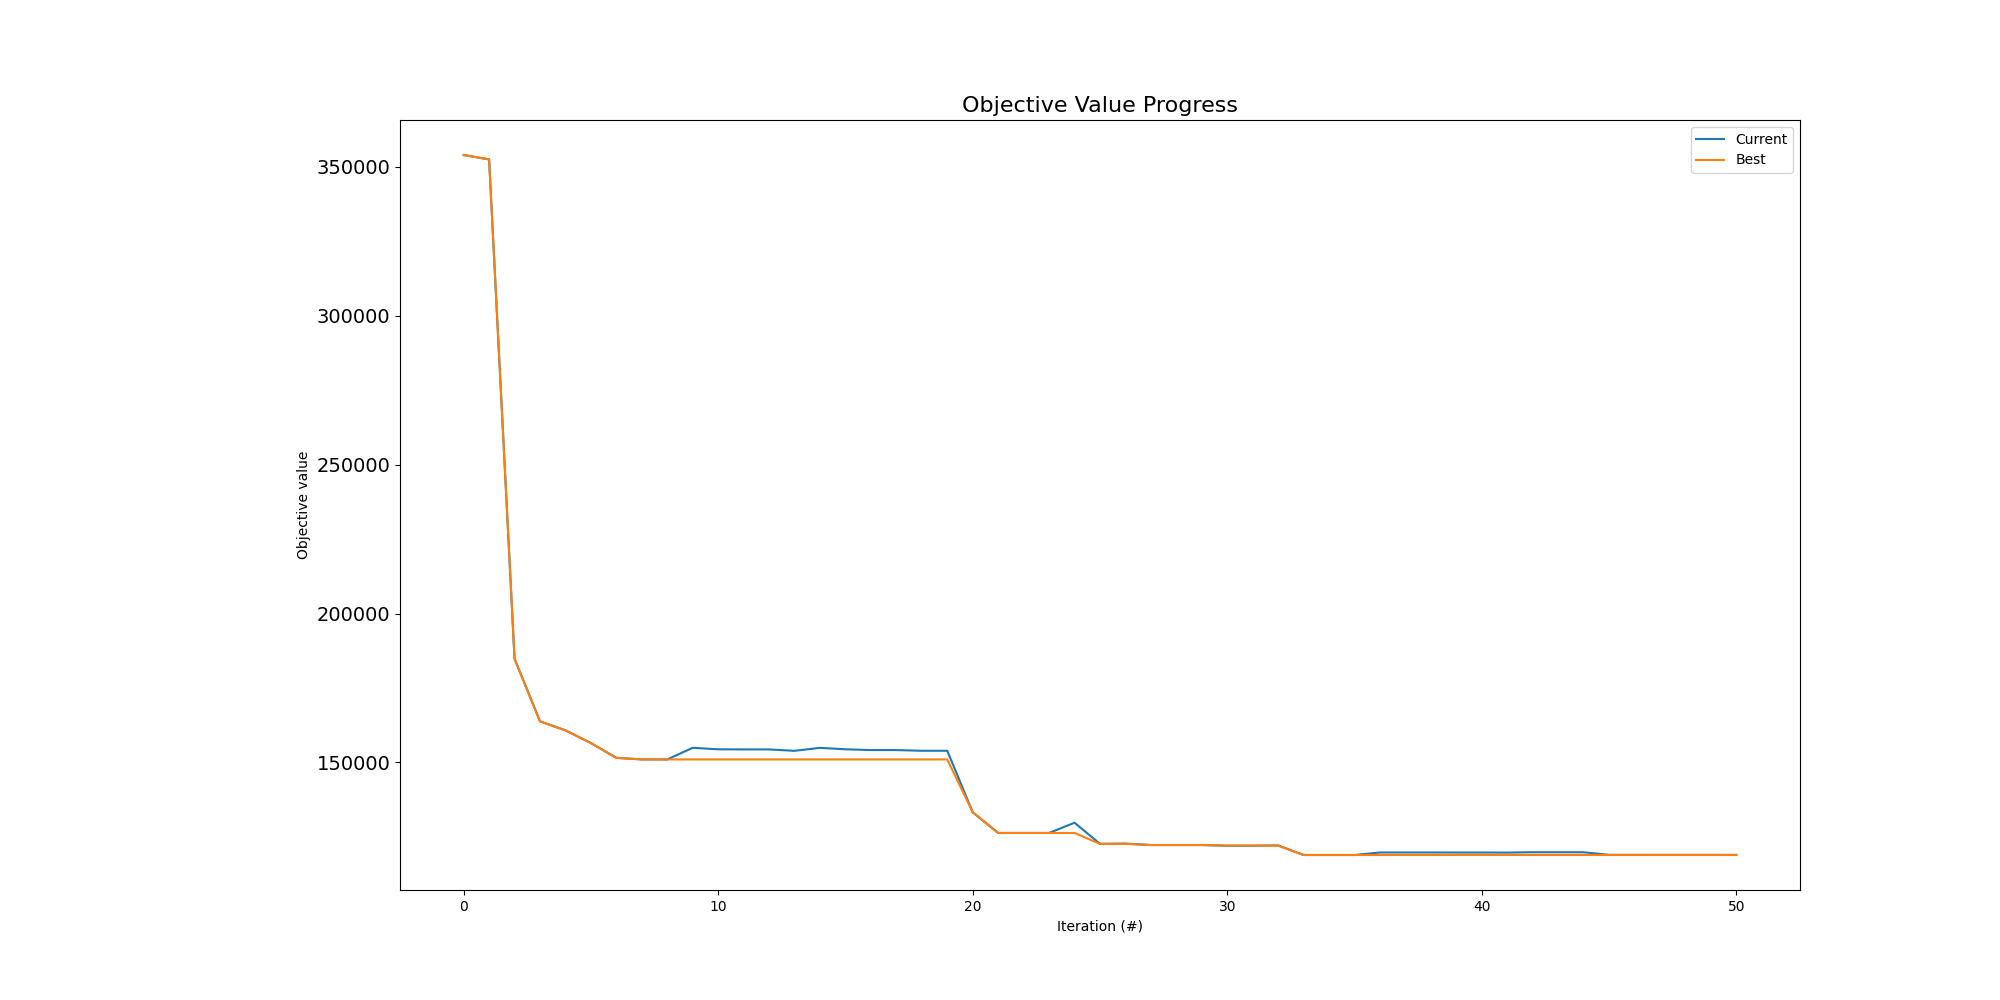 Objective Value Progress
Current
Best
350000
300000
250000
200000
150000
Objective value
0 10 20 30 40 50
Iteration (#)